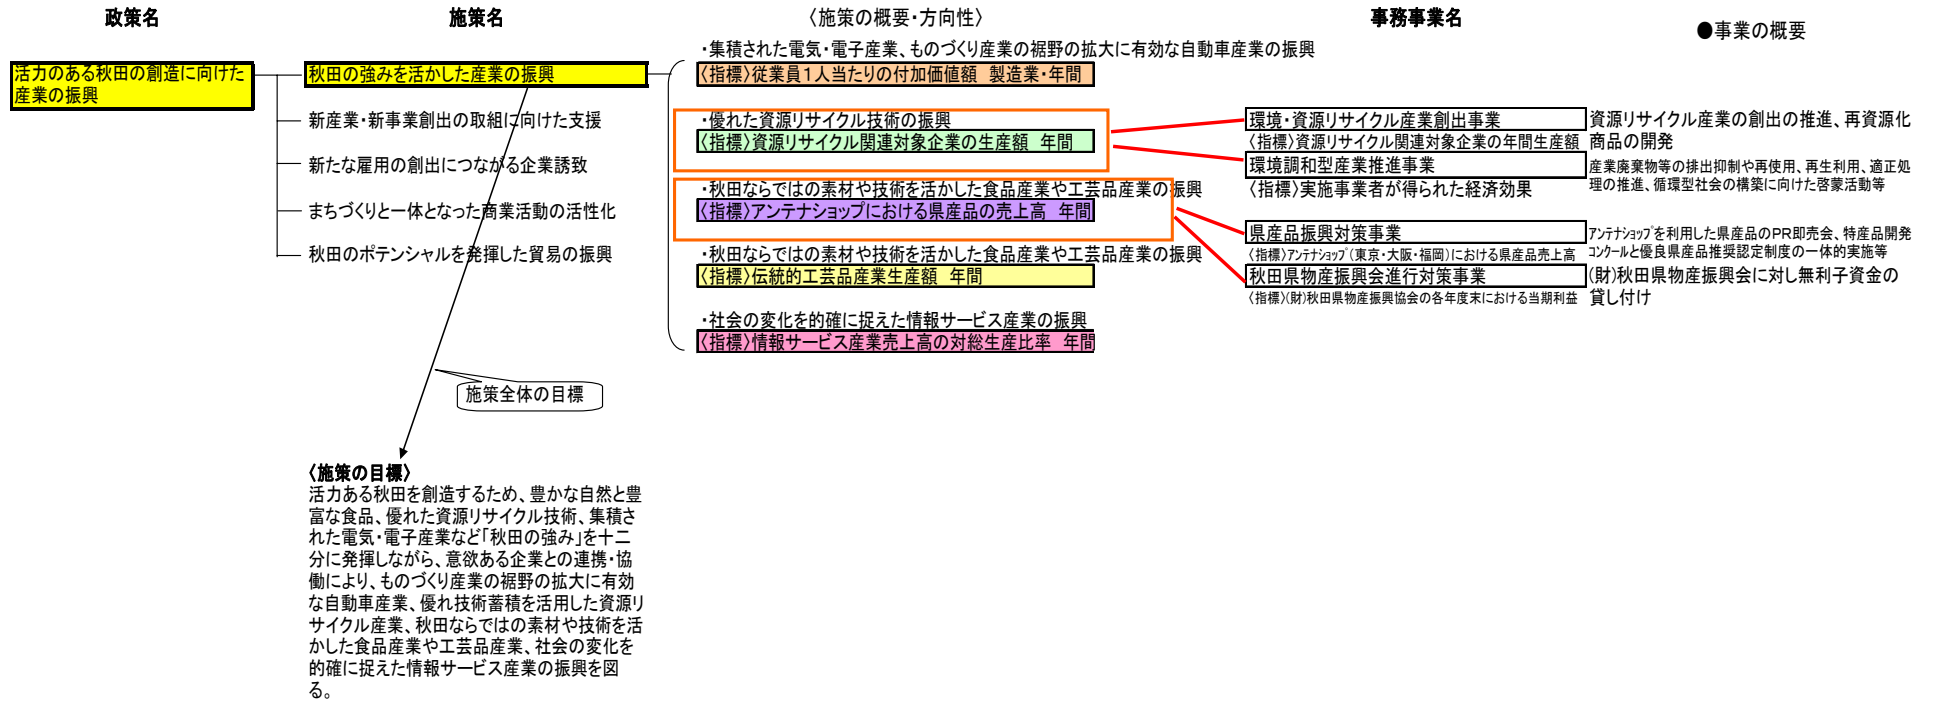 政策名
施策名
〈施策の概要・方向性〉
事務事業名
●事業の概要
活力のある秋田の創造に向けた
産業の振興
秋田の強みを活かした産業の振興
新産業・新事業創出の取組に向けた支援
新たな雇用の創出につながる企業誘致
まちづくりと一体となった商業活動の活性化
秋田のポテンシャルを発揮した貿易の振興
・集積された電気・電子産業、ものづくり産業の裾野の拡大に有効な自動車産業の振興
〈指標〉従業員1人当たりの付加価値額　製造業・年間
・優れた資源リサイクル技術の振興
〈指標〉資源リサイクル関連対象企業の生産額　年間
・秋田ならではの素材や技術を活かした食品産業や工芸品産業の振興
〈指標〉アンテナショップにおける県産品の売上高　年間
・秋田ならではの素材や技術を活かした食品産業や工芸品産業の振興
〈指標〉伝統的工芸品産業生産額　年間
・社会の変化を的確に捉えた情報サービス産業の振興
〈指標〉情報サービス産業売上高の対総生産比率　年間
環境・資源リサイクル産業創出事業
〈指標〉資源リサイクル関連対象企業の年間生産額
環境調和型産業推進事業
〈指標〉実施事業者が得られた経済効果
県産品振興対策事業
〈指標〉アンテナショップ(東京・大阪・福岡)における県産品売上高
秋田県物産振興会進行対策事業
〈指標〉(財)秋田県物産振興協会の各年度末における当期利益
資源リサイクル産業の創出の推進、再資源化
商品の開発
産業廃棄物等の排出抑制や再使用、再生利用、適正処
理の推進、循環型社会の構築に向けた啓蒙活動等
アンテナショップを利用した県産品のPR即売会、特産品開発
コンクールと優良県産品推奨認定制度の一体的実施等
(財)秋田県物産振興会に対し無利子資金の
貸し付け
施策全体の目標
〈施策の目標〉
活力ある秋田を創造するため、豊かな自然と豊
富な食品、優れた資源リサイクル技術、集積さ
れた電気・電子産業など「秋田の強み」を十二
分に発揮しながら、意欲ある企業との連携・協
働により、ものづくり産業の裾野の拡大に有効
な自動車産業、優れ技術蓄積を活用した資源リ
サイクル産業、秋田ならではの素材や技術を活
かした食品産業や工芸品産業、社会の変化を
的確に捉えた情報サービス産業の振興を図
る。